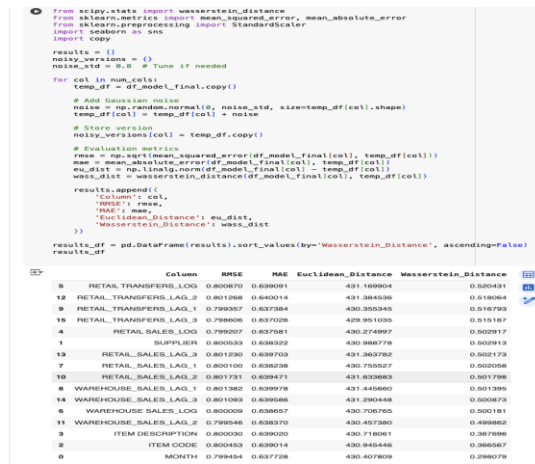 from scipy.stats import wasserstein_distance
from sklearn.metrics import mean_squared_error, mean_absolute_error
from sklearn.preprocessing import StandardScaler
import seaborn as sns
import copy
results = []
noisy_versions = {}
noise_std = 0.8  # Tune if needed
for col in num_cols:
    temp_df = df_model_final.copy()
    # Add Gaussian noise
    noise = np.random.normal(0, noise_std, size=temp_df[col].shape)
    temp_df[col] = temp_df[col] + noise
    # Store version
    noisy_versions[col] = temp_df.copy()
    # Evaluation metrics
    rmse = np.sqrt(mean_squared_error(df_model_final[col], temp_df[col]))
    mae = mean_absolute_error(df_model_final[col], temp_df[col])
    eu_dist = np.linalg.norm(df_model_final[col] - temp_df[col])
    wass_dist = wasserstein_distance(df_model_final[col], temp_df[col])
    results.append({
        'Column': col,
        'RMSE': rmse,
        'MAE': mae,
        'Euclidean_Distance': eu_dist,
        'Wasserstein_Distance': wass_dist
    })
results_df = pd.DataFrame(results).sort_values(by='Wasserstein_Distance', ascending=False)
results_df
Column RMSE MAE Euclidean_Distance Wasserstein_Distance
5 RETAIL TRANSFERS_LOG 0.800870 0.639091 431.169904 0.520431
12 RETAIL_TRANSFERS_LAG_2 0.801268 0.640014 431.384536 0.518064
9 RETAIL_TRANSFERS_LAG_1 0.799357 0.637384 430.355345 0.516793
15 RETAIL_TRANSFERS_LAG_3 0.798606 0.637026 429.951035 0.515167
4 RETAIL SALES_LOG 0.799207 0.637581 430.274997 0.502917
1 SUPPLIER 0.800533 0.638322 430.988778 0.502913
13 RETAIL_SALES_LAG_3 0.801230 0.639703 431.363782 0.502173
7 RETAIL_SALES_LAG_1 0.800100 0.638238 430.755527 0.502058
10 RETAIL_SALES_LAG_2 0.801731 0.639471 431.633683 0.501798
8 WAREHOUSE_SALES_LAG_1 0.801382 0.639978 431.445660 0.501395
14 WAREHOUSE_SALES_LAG_3 0.801093 0.639586 431.290448 0.500873
6 WAREHOUSE SALES_LOG 0.800009 0.638657 430.706765 0.500181
11 WAREHOUSE_SALES_LAG_2 0.799546 0.638370 430.457380 0.499862
3 ITEM DESCRIPTION 0.800030 0.639020 430.718061 0.367696
2 ITEM CODE 0.800453 0.639014 430.945446 0.366567
0 MONTH 0.799454 0.637728 430.407809 0.298079